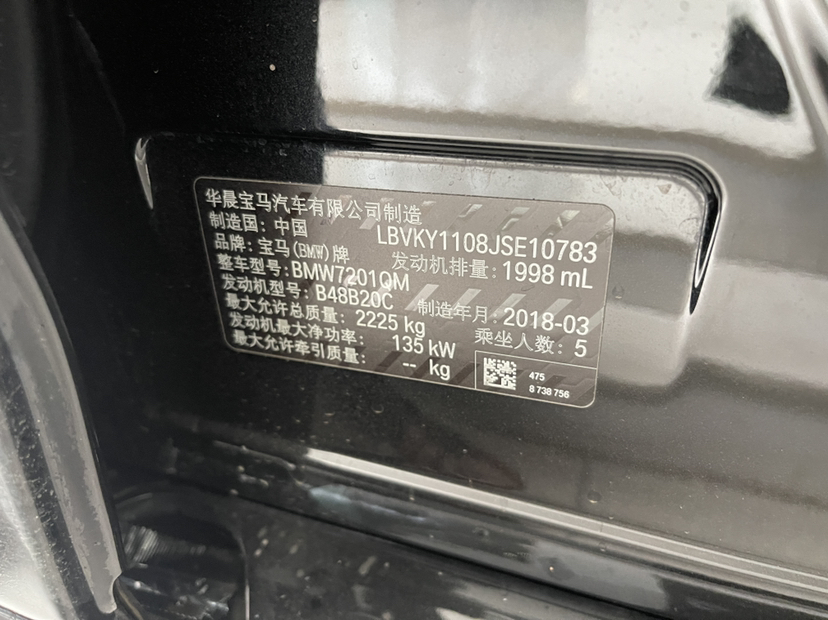 华晨宝马汽车有限公司制造
制造国: 中国 LBVKY1108JSE10783
品牌: 宝马(BMW)牌 发动机排量: 1998 mL
整车型号: BMW7201QM
发动机型号: B48B20C 制造年月: 2018-03
最大允许总质量: 2225 kg 乘坐人数: 5
发动机最大净功率: 135 kW
最大允许牵引质量: -- kg
475
8 738 756